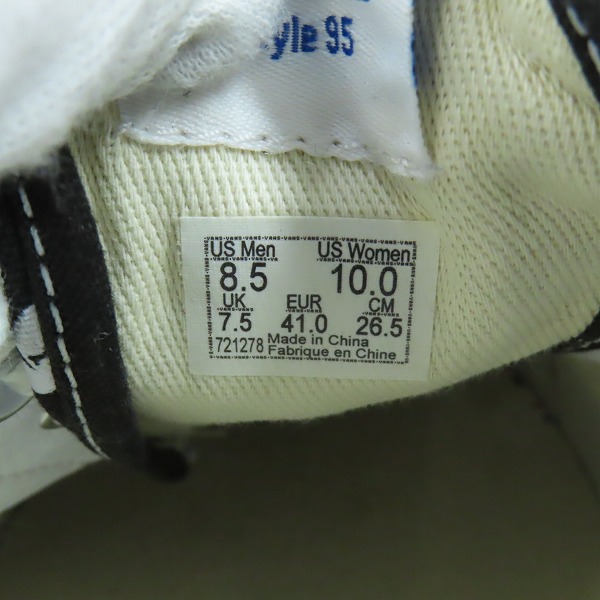 yle 95
US Men US Women
8.5 10.0
UK EUR CM
7.5 41.0 26.5
721278 Made in China
Fabrique en Chine